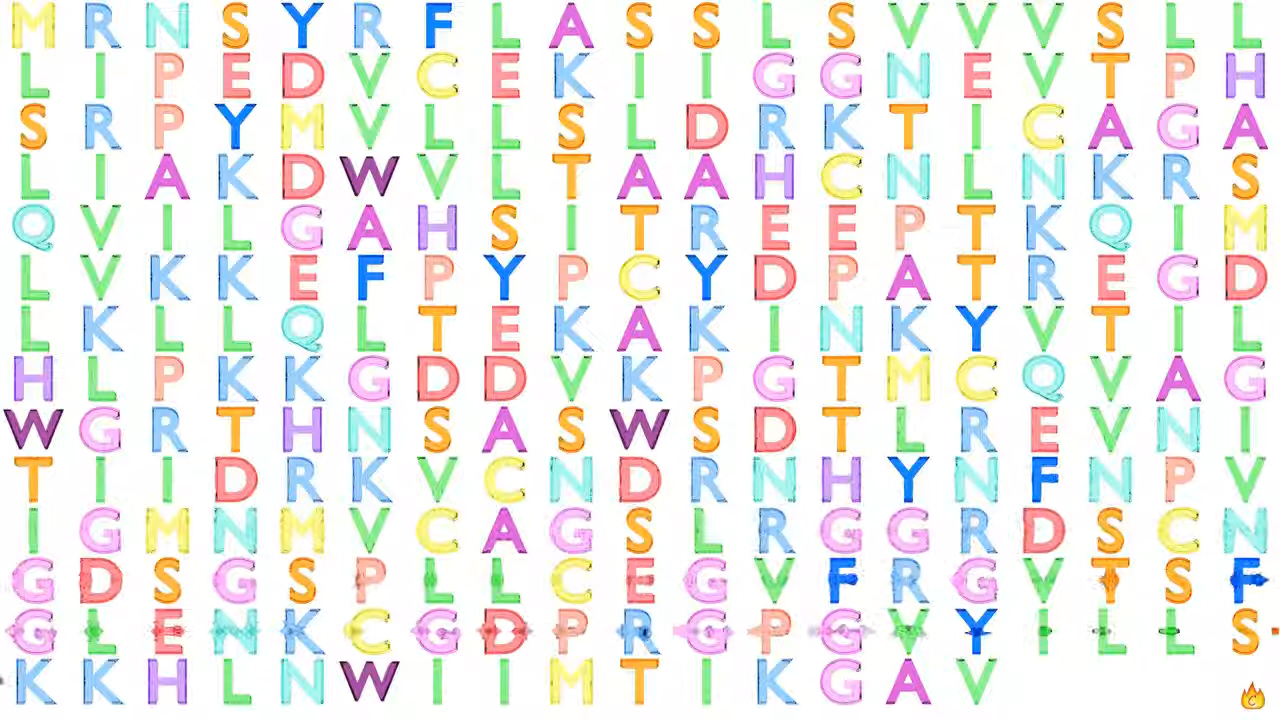 MRNSYRFLASSLSVVVSLL
LIPEDVCEKIIGGNEVTPH
SRPYMVLLSLDRKTICAGA
LIAKDWVLTAAHCNLNKRS
QVILGAHSITREEPTKQIM
LVKKEFPYPCYDPATREGD
LKLLQLTEKAKINKYVTIL
HLPKKGDDVKPGTMCQVAG
WGRTHNSASWSDTLREVNI
TIIDRKVCNDRNHYNFNPV
IGMNMVCAGSLRGGRDSCN
GDSGSPLLCEGVFRGVTSF
GLENKCGDPRGPGVYILLS
KKHLNWIIMTIKGAV